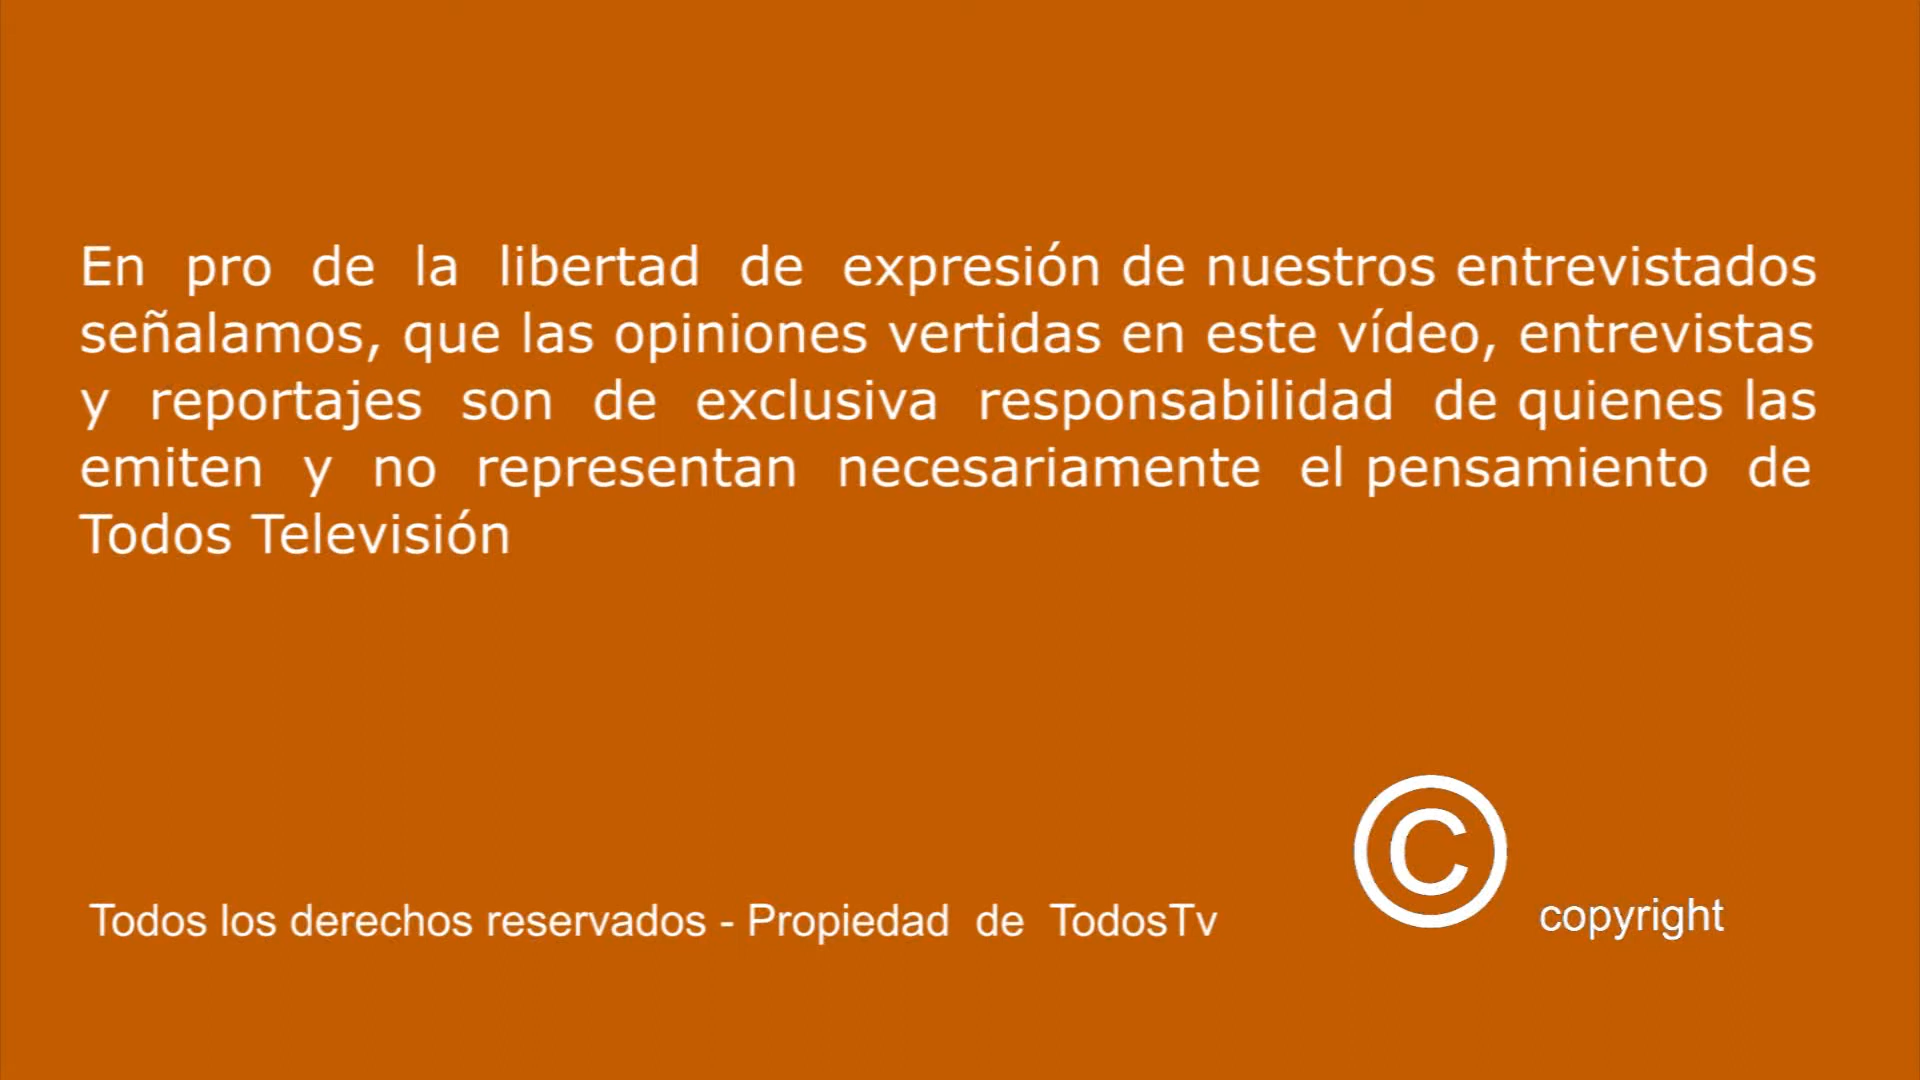 En pro de la libertad de expresión de nuestros entrevistados
señalamos, que las opiniones vertidas en este vídeo, entrevistas
y reportajes son de exclusiva responsabilidad de quienes las
emiten y no representan necesariamente el pensamiento de
Todos Televisión
Todos los derechos reservados - Propiedad de TodosTv
© copyright